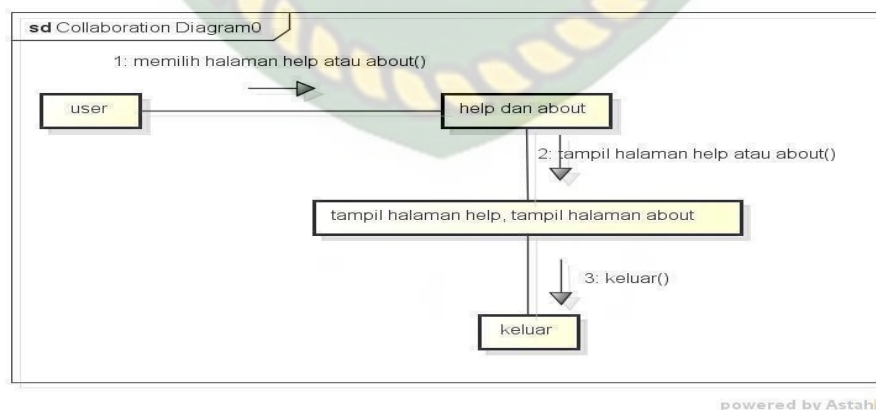 sd Collaboration Diagram0
1: memilih halaman help atau about()
user
help dan about
2: tampil halaman help atau about()
tampil halaman help, tampil halaman about
3: keluar()
keluar
powered by Astah